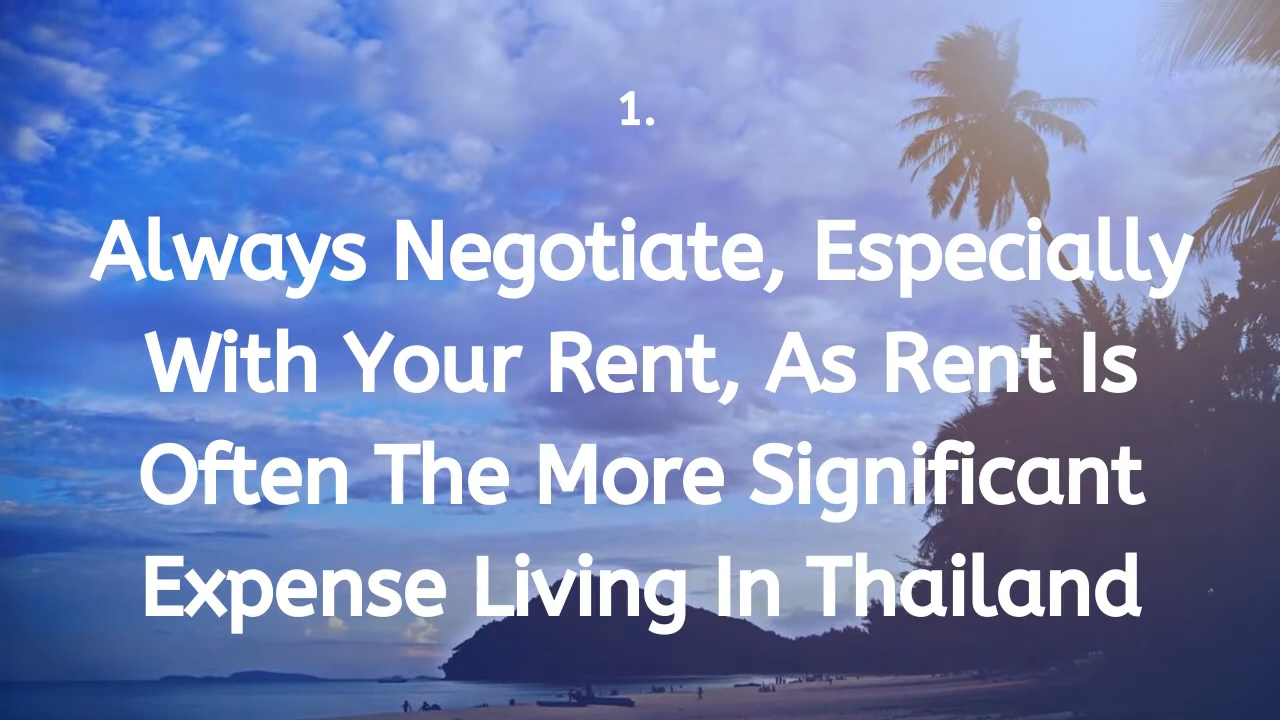 1.
Always Negotiate, Especially
With Your Rent, As Rent Is
Often The More Significant
Expense Living In Thailand